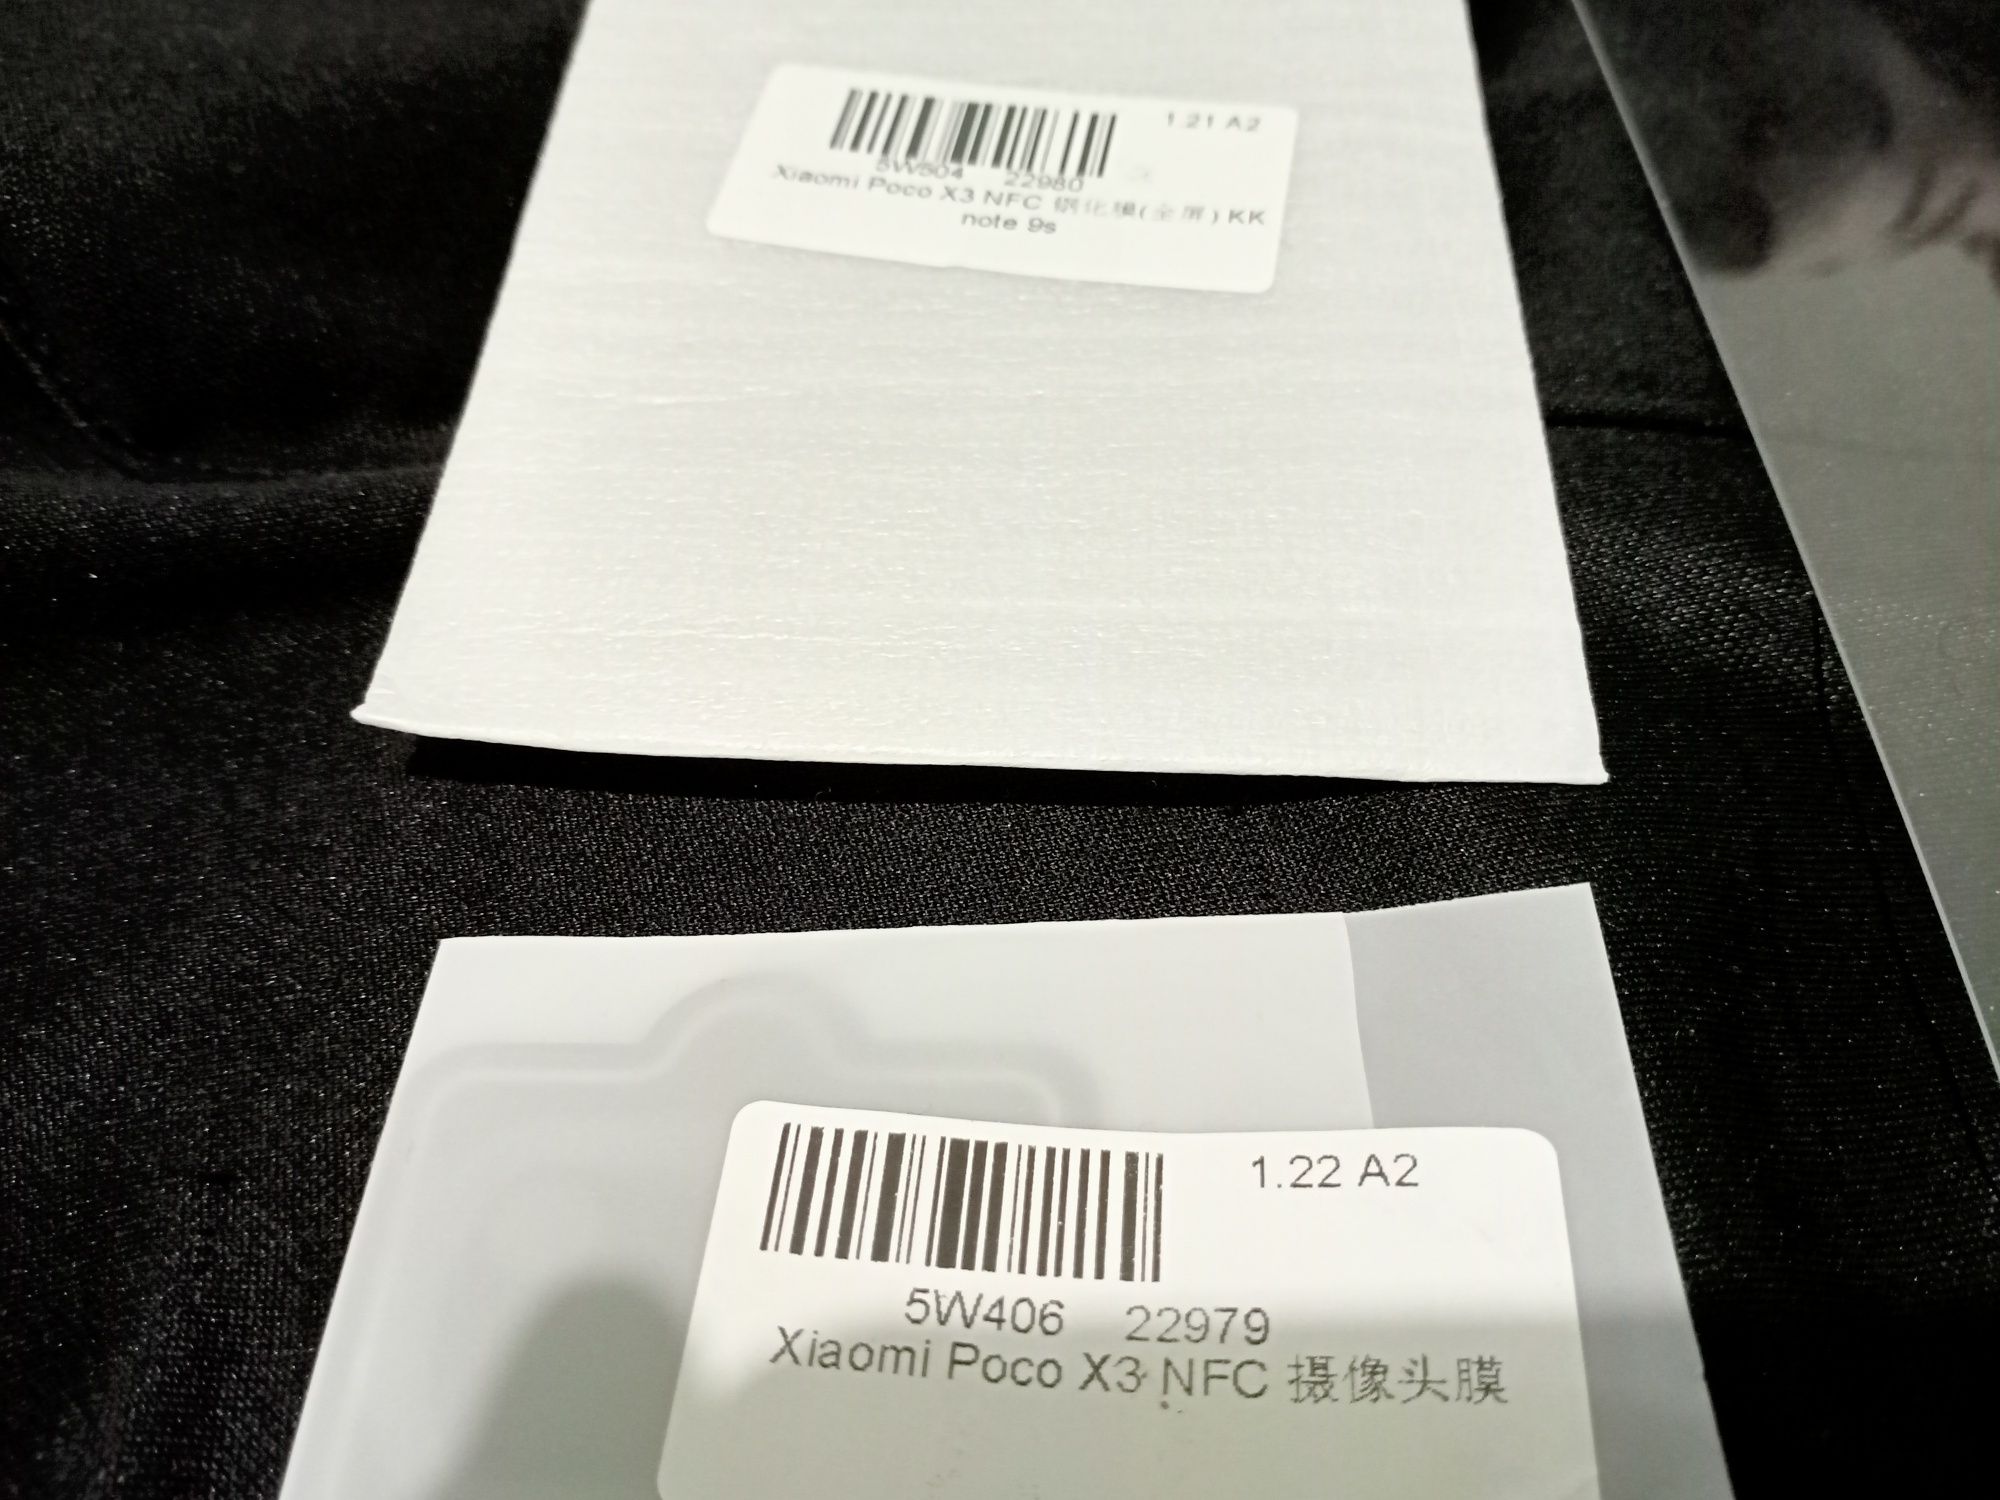 1.21 A2
5W504 22980
Xiaomi Poco X3 NFC 钢化膜(全屏) KK
note 9s
1.22 A2
5W406 22979
Xiaomi Poco X3 NFC 摄像头膜